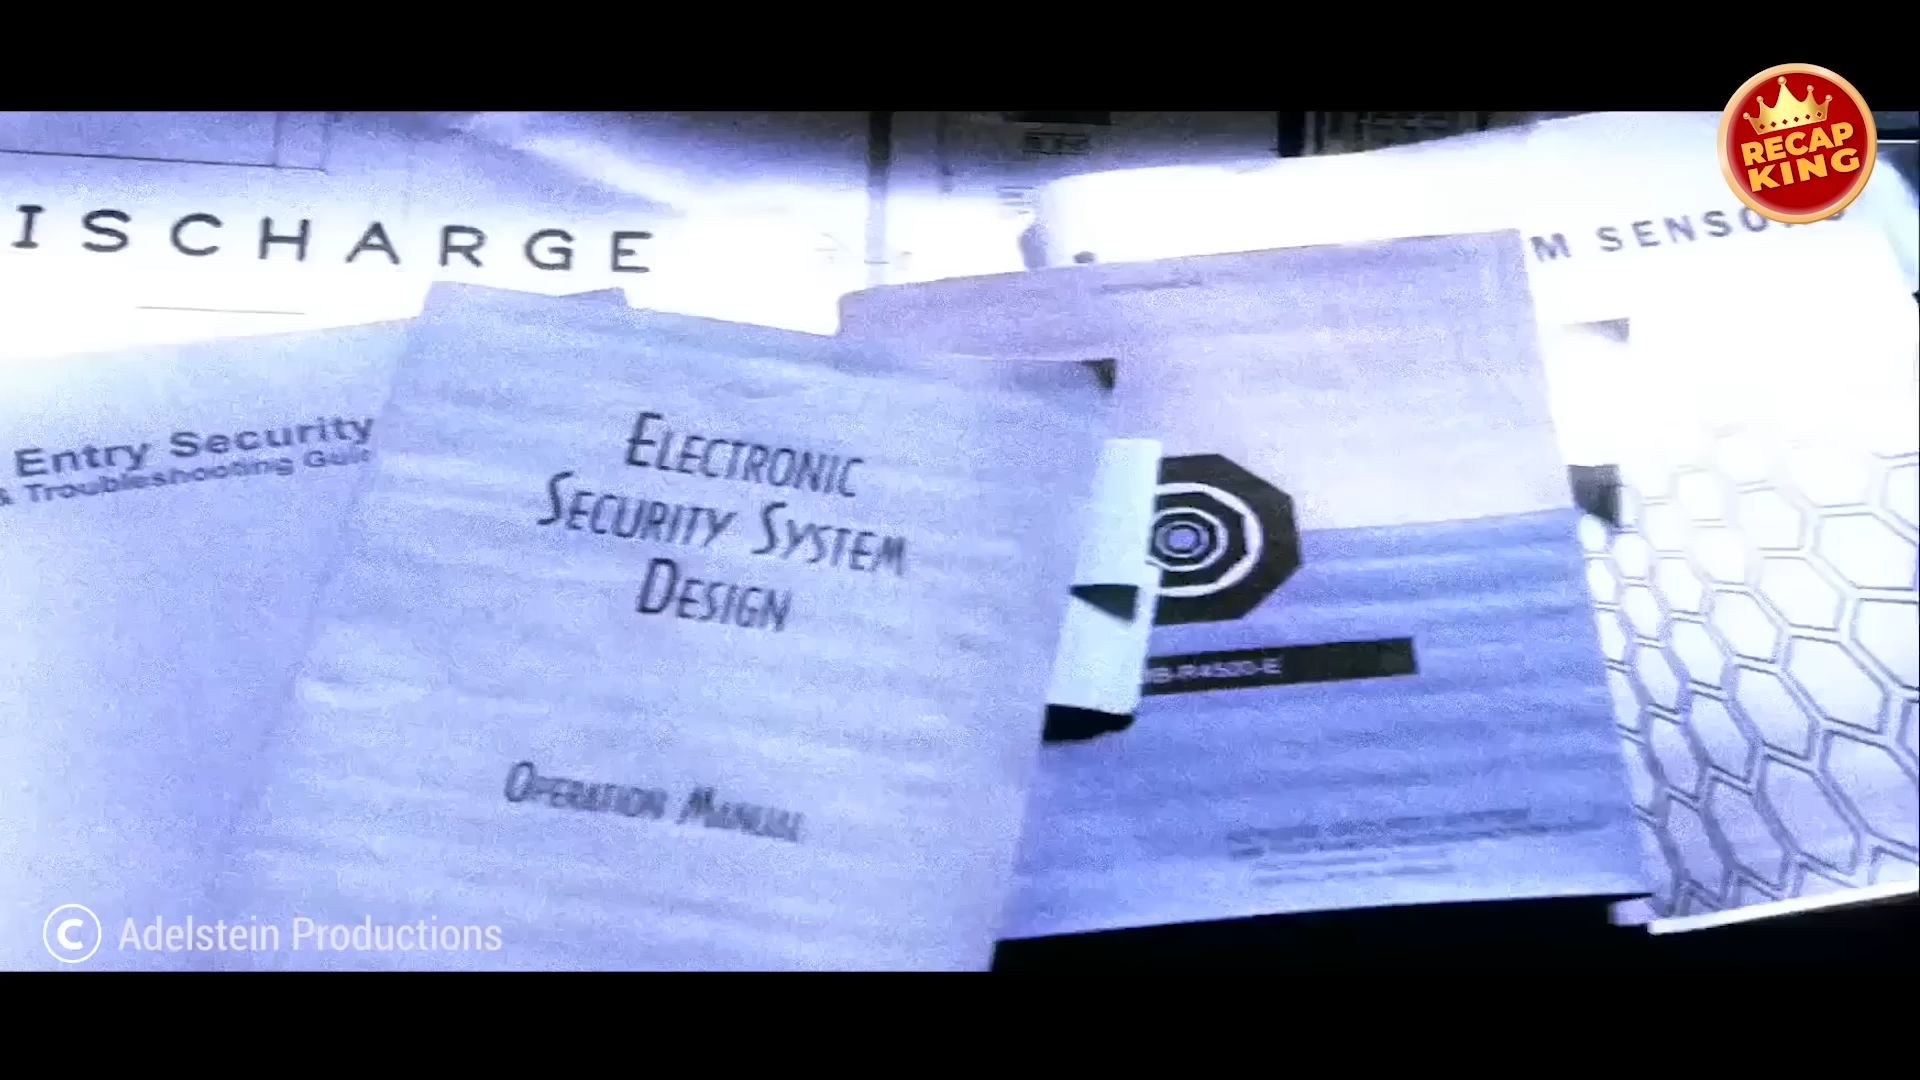 RECAP
KING
ISCHARGE
M SENSO
Entry Security
& Troubleshooting Gui
ELECTRONIC
SECURITY SYSTEM
DESIGN
OPERATION MANUAL
© Adelstein Productions